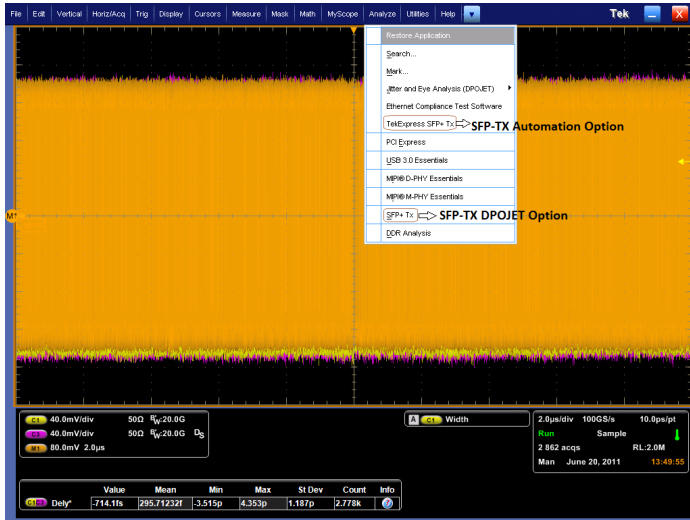 File Edit Vertical Horiz/Acq Trig Display Cursors Measure Mask Math MyScope Analyze Utilities Help Tek X
Restore Application
Search...
Mark...
Jitter and Eye Analysis (DPOJET)
Ethernet Compliance Test Software
TekExpress SFP+ Tx SFP-TX Automation Option
PCI Express
USB 3.0 Essentials
MIPI® D-PHY Essentials
MIPI® M-PHY Essentials
SFP+ Tx SFP-TX DPOJET Option
DDR Analysis
C1 40.0mV/div 50Ω BW:20.0G
C3 40.0mV/div 50Ω BW:20.0G DS
M1 80.0mV 2.0µs
A C1 Width
2.0µs/div 100GS/s 10.0ps/pt
Run Sample
2 862 acqs RL:2.0M
Man June 20, 2011 13:49:55
Value Mean Min Max St Dev Count Info
C1 C3 Dely* -714.1fs 295.71232f -3.515p 4.353p 1.187p 2.778k